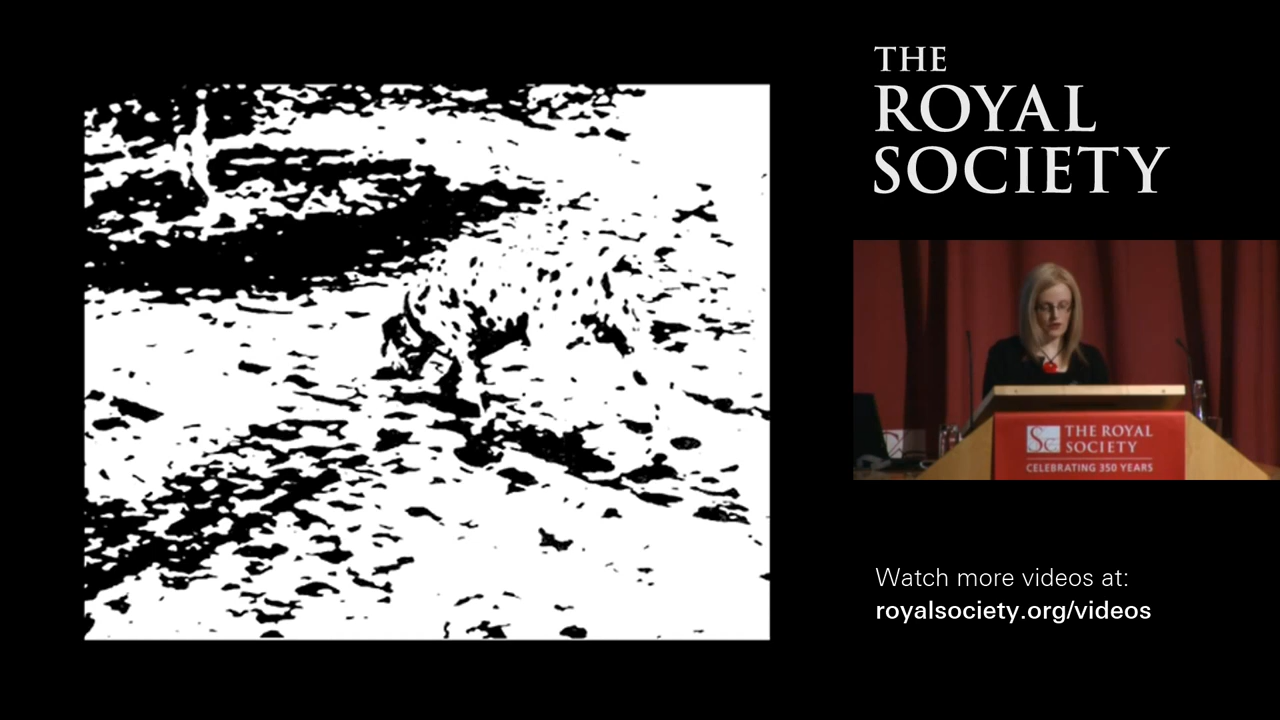 THE
ROYAL
SOCIETY
THE ROYAL
SOCIETY
CELEBRATING 350 YEARS
Watch more videos at:
royalsociety.org/videos